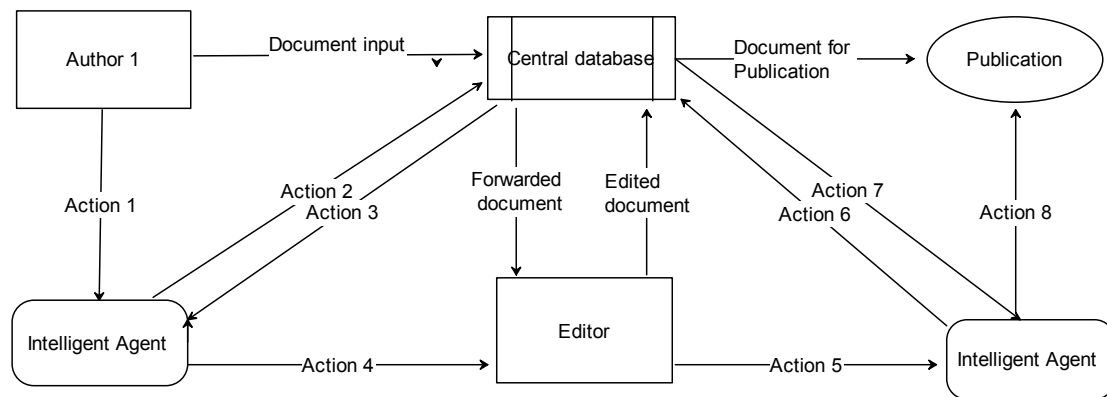 Author 1
Document input
Central database
Document for
Publication
Publication
Action 1
Action 2
Action 3
Forwarded
document
Edited
document
Action 7
Action 6
Action 8
Intelligent Agent
Action 4
Editor
Action 5
Intelligent Agent